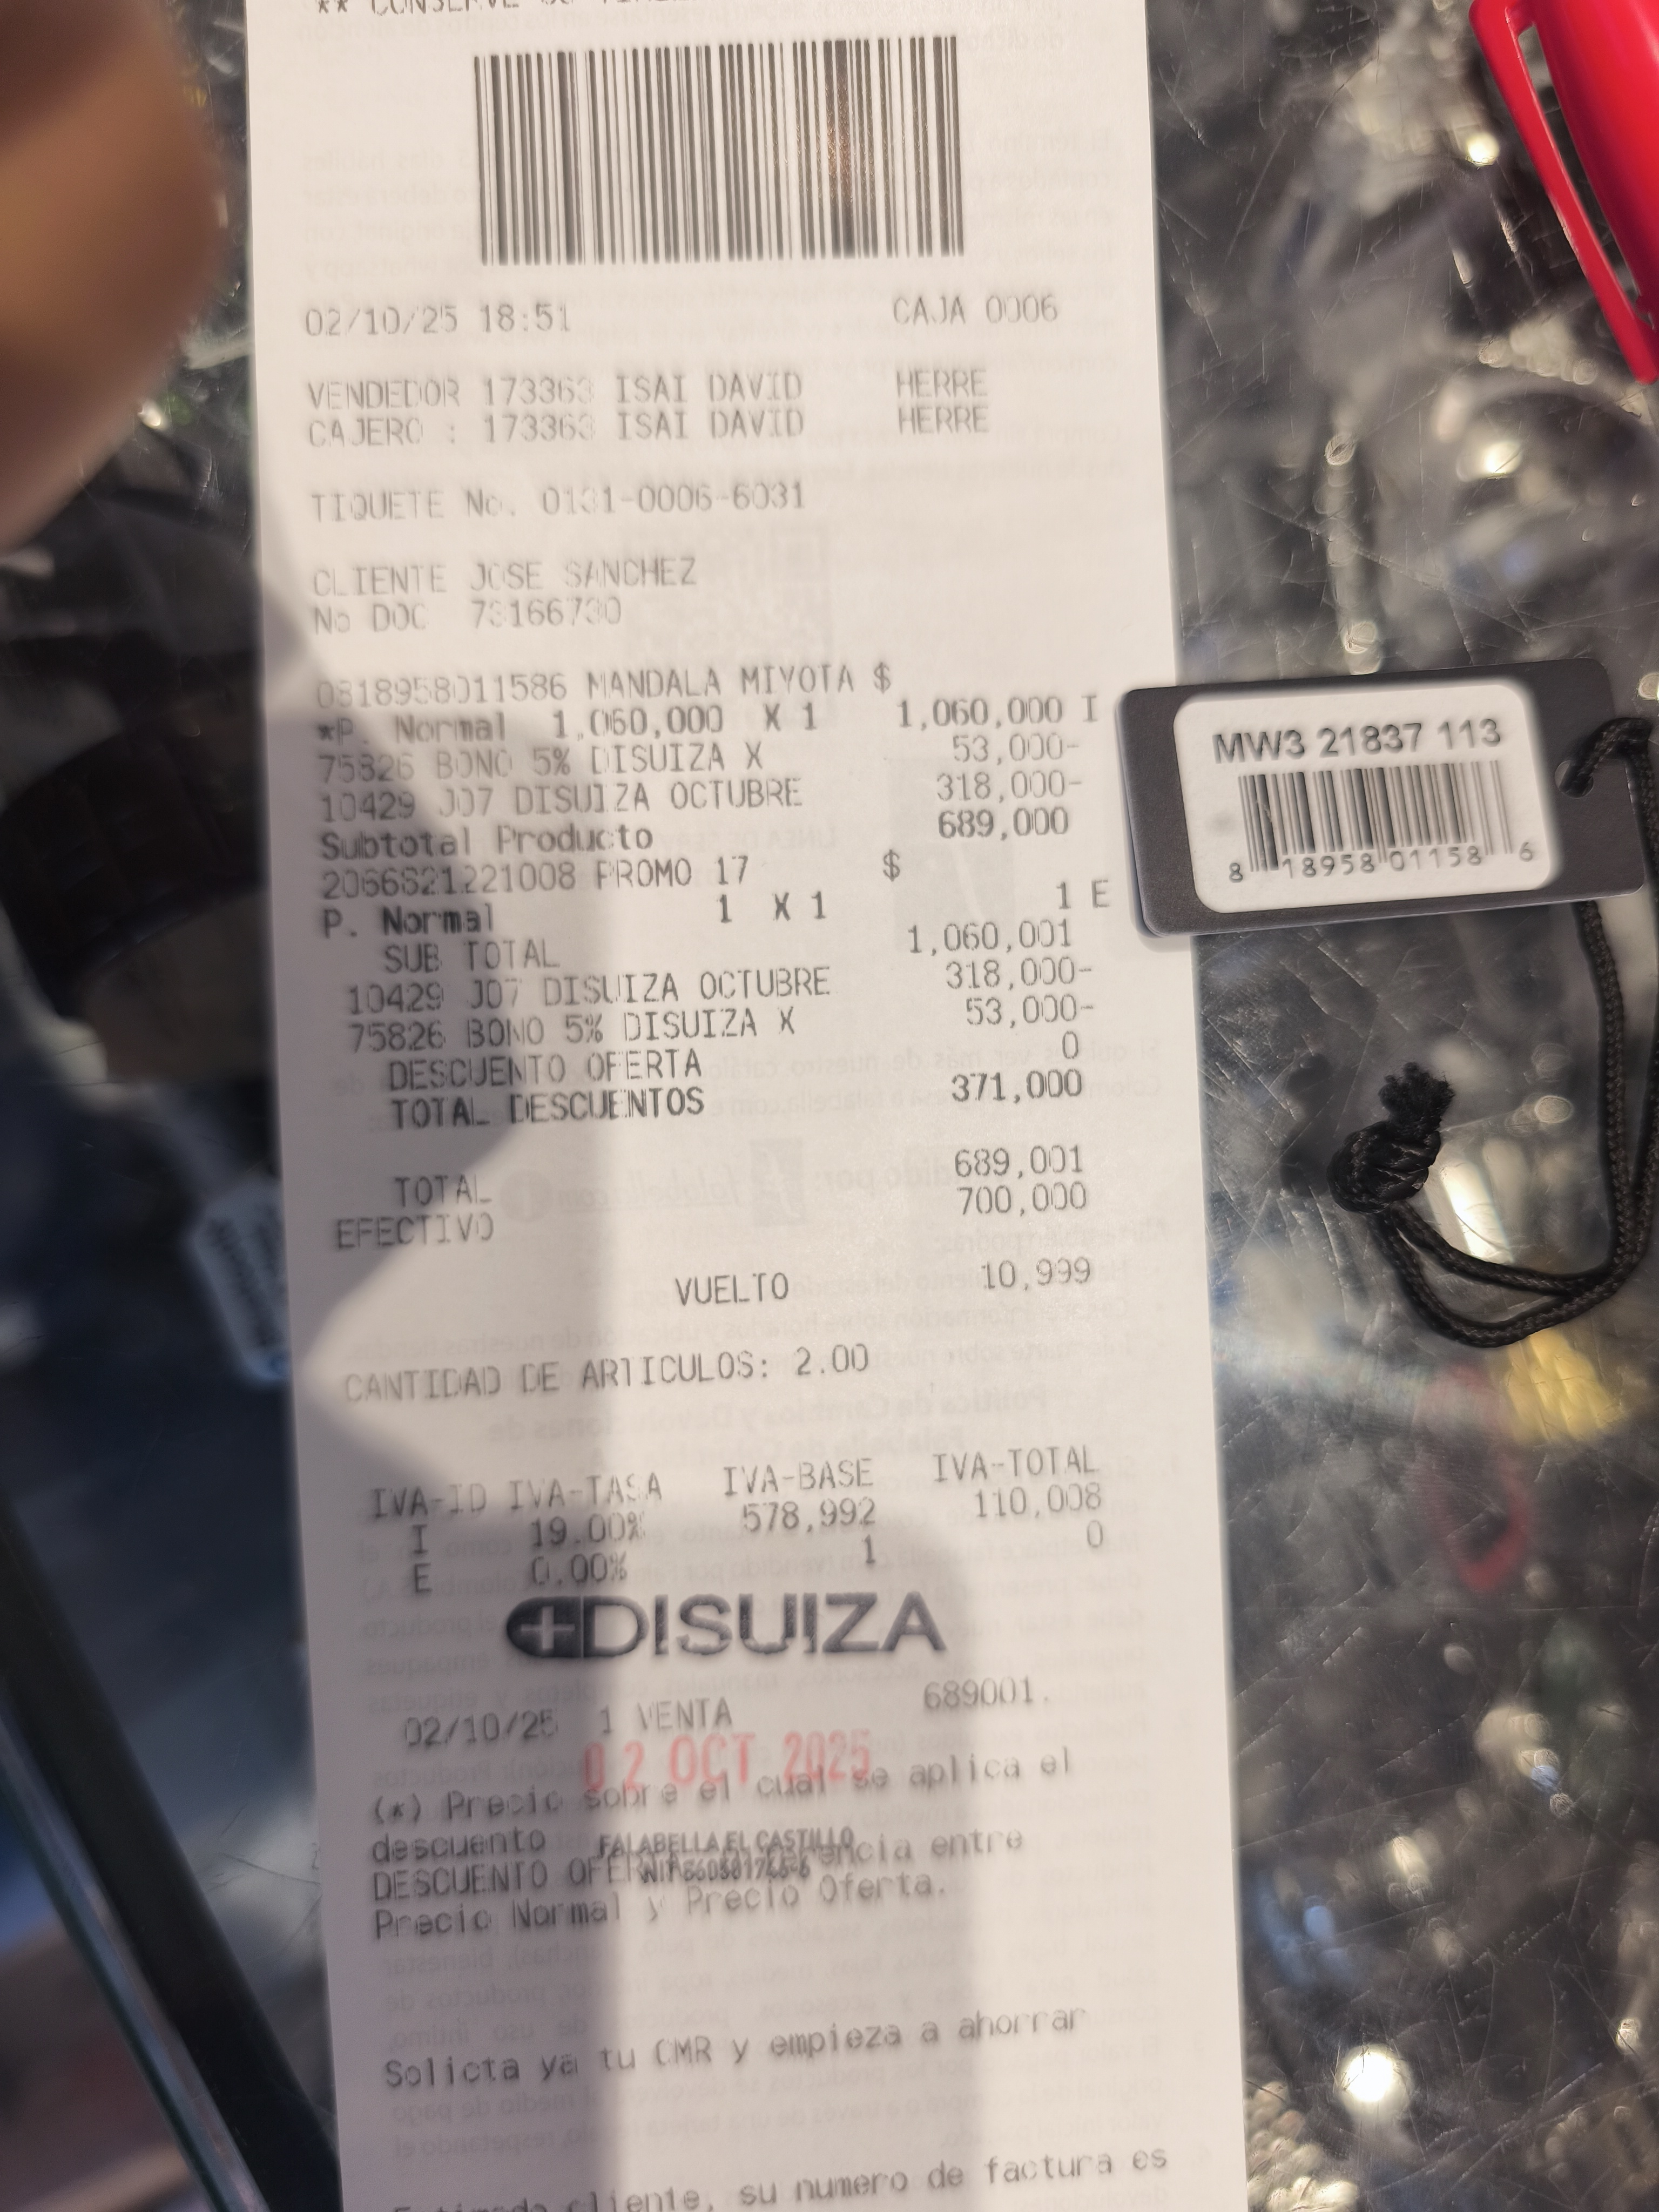 ** CONSERVE SU
02/10/25 18:51 CAJA 0006
VENDEDOR 173363 ISAI DAVID HERRE
CAJERO : 173363 ISAI DAVID HERRE
TIQUETE No. 0131-0006-6031
CLIENTE JOSE SANCHEZ
No DOC 73166730
0818958011586 MANDALA MIYOTA $
*P. Normal 1,060,000 X 1 1,060,000 I
75826 BONO 5% DISUIZA X 53,000-
10429 J07 DISUIZA OCTUBRE 318,000-
Subtotal Producto 689,000
2066621221008 PROMO 17 $
P. Normal 1 X 1 1 E
SUB TOTAL 1,060,001
10429 J07 DISUIZA OCTUBRE 318,000-
75826 BONO 5% DISUIZA X 53,000-
DESCUENTO OFERTA 0
TOTAL DESCUENTOS 371,000
TOTAL 689,001
EFECTIVO 700,000
VUELTO 10,999
CANTIDAD DE ARTICULOS: 2.00
IVA-ID IVA-TASA IVA-BASE IVA-TOTAL
I 19.00% 578,992 110,008
E 0.00% 1 0
DISUIZA
02/10/25 1 VENTA 689001.
02 OCT 2025
(*) Precio sobre el cual se aplica el
descuento
FALABELLA EL CASTILLO
entre
DESCUENTO
NIT
Precio Normal y Precio Oferta.
Solicta ya tu CMR y empieza a ahorrar
cliente, su numero de factura es
MW3 21837 113
8 18958 01158 6